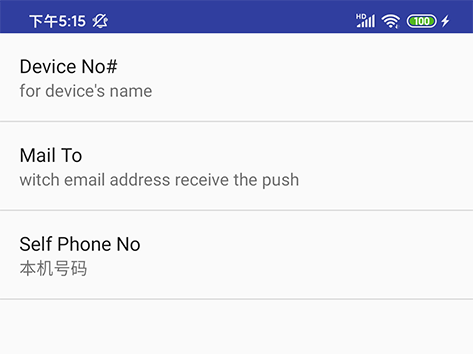 下午5:15 HD 100
Device No#
for device's name
Mail To
witch email address receive the push
Self Phone No
本机号码